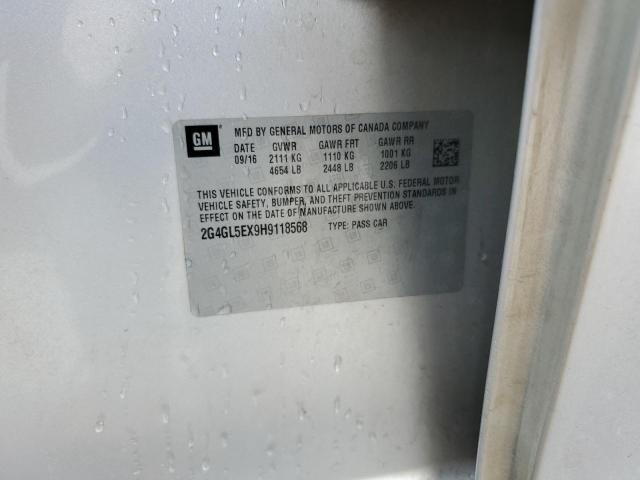 GM
MFD BY GENERAL MOTORS OF CANADA COMPANY
DATE GVWR GAWR FRT GAWR RR
09/16 2111 KG 1110 KG 1001 KG
4654 LB 2448 LB 2206 LB
THIS VEHICLE CONFORMS TO ALL APPLICABLE U.S. FEDERAL MOTOR
VEHICLE SAFETY, BUMPER, AND THEFT PREVENTION STANDARDS IN
EFFECT ON THE DATE OF MANUFACTURE SHOWN ABOVE.
2G4GL5EX9H9118568 TYPE: PASS CAR